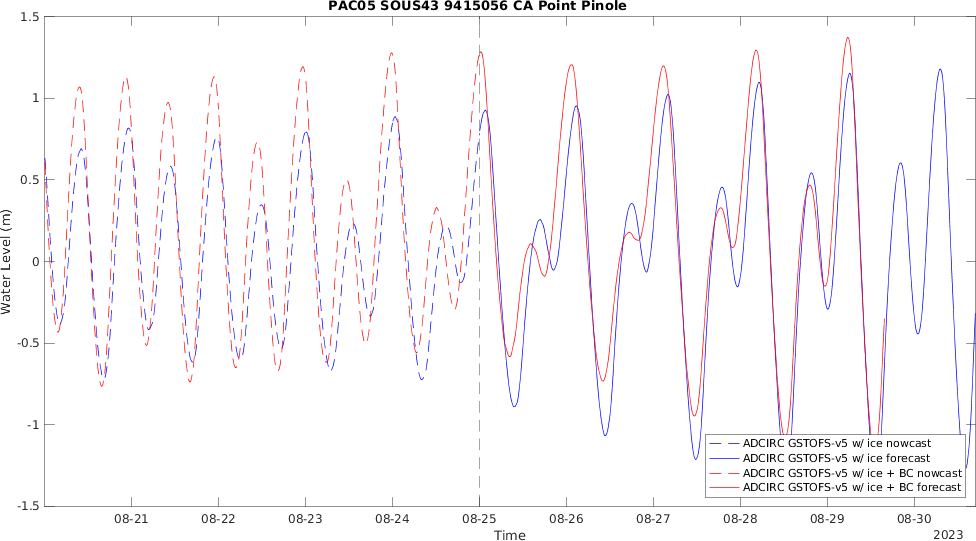 PAC05 SOUS43 9415056 CA Point Pinole
1.5
1
0.5
0
-0.5
-1
-1.5
Water Level (m)
ADCIRC GSTOFS-v5 w/ ice nowcast
ADCIRC GSTOFS-v5 w/ ice forecast
ADCIRC GSTOFS-v5 w/ ice + BC nowcast
ADCIRC GSTOFS-v5 w/ ice + BC forecast
08-21 08-22 08-23 08-24 08-25 08-26 08-27 08-28 08-29 08-30
Time
2023